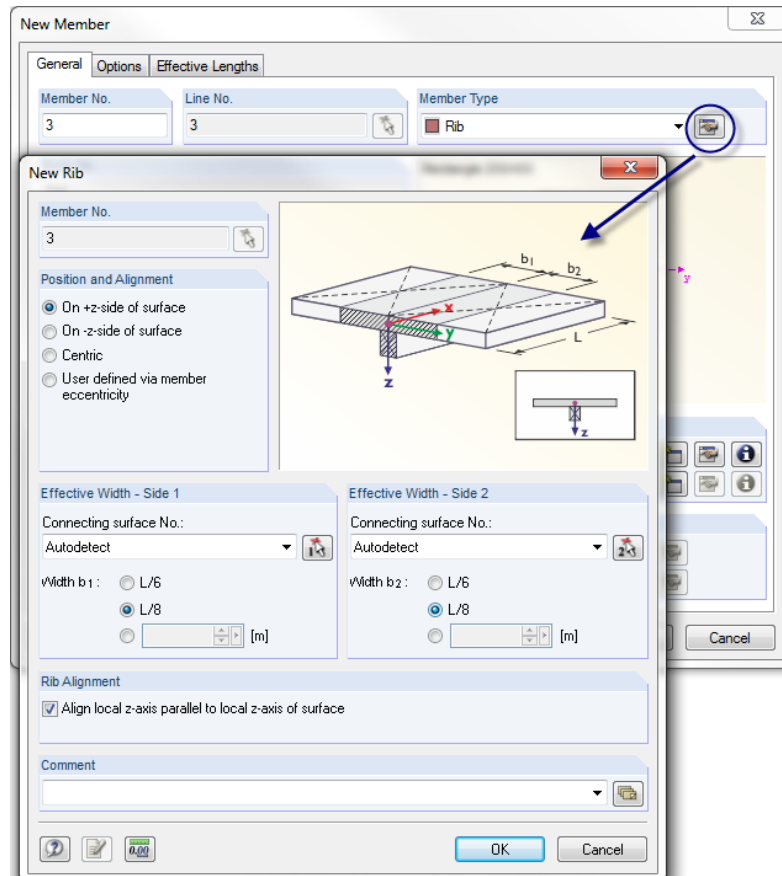 New Member
General Options Effective Lengths
Member No. Line No. Member Type
3 3 Rib
New Rib
Member No.
3
Position and Alignment
On +z-side of surface
On -z-side of surface
Centric
User defined via member
eccentricity
b1 b2
x
y
L
z
z
y
Effective Width - Side 1 Effective Width - Side 2
Connecting surface No.: Connecting surface No.:
Autodetect 1 Autodetect 2
Width b1 : L/6 Width b2 : L/6
L/8 L/8
[m] [m]
Cancel
Rib Alignment
Align local z-axis parallel to local z-axis of surface
Comment
0.00 OK Cancel